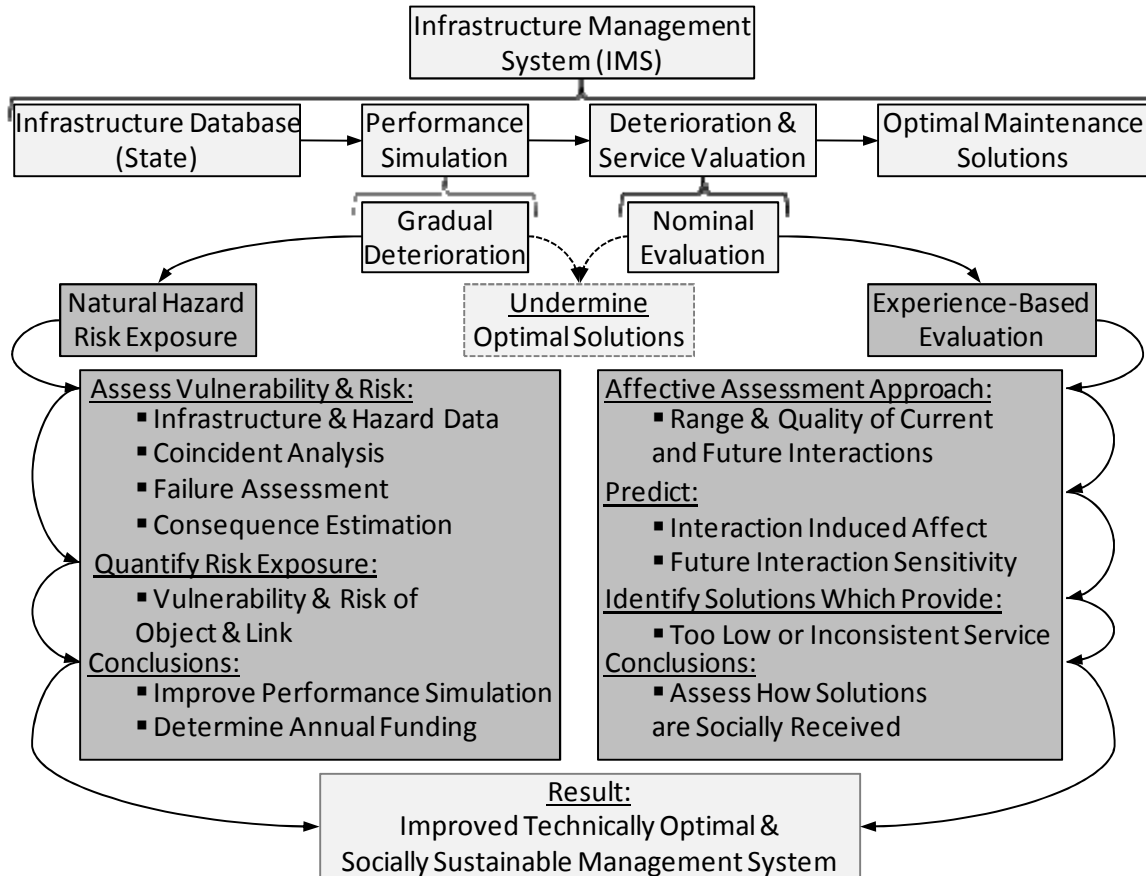 Infrastructure Management
System (IMS)
Infrastructure Database
(State)
Performance
Simulation
Deterioration &
Service Valuation
Optimal Maintenance
Solutions
Gradual
Deterioration
Nominal
Evaluation
Natural Hazard
Risk Exposure
Undermine
Optimal Solutions
Experience-Based
Evaluation
Assess Vulnerability & Risk:
▪ Infrastructure & Hazard Data
▪ Coincident Analysis
▪ Failure Assessment
▪ Consequence Estimation
Quantify Risk Exposure:
▪ Vulnerability & Risk of
Object & Link
Conclusions:
▪ Improve Performance Simulation
▪ Determine Annual Funding
Affective Assessment Approach:
▪ Range & Quality of Current
and Future Interactions
Predict:
▪ Interaction Induced Affect
▪ Future Interaction Sensitivity
Identify Solutions Which Provide:
▪ Too Low or Inconsistent Service
Conclusions:
▪ Assess How Solutions
are Socially Received
Result:
Improved Technically Optimal &
Socially Sustainable Management System